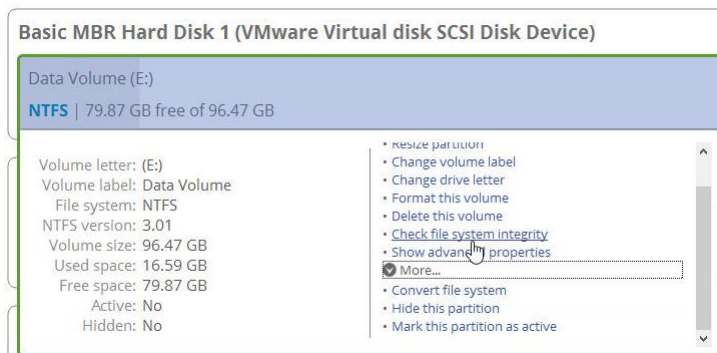 Basic MBR Hard Disk 1 (VMware Virtual disk SCSI Disk Device)
Data Volume (E:)
NTFS | 79.87 GB free of 96.47 GB
Volume letter: (E:)
Volume label: Data Volume
File system: NTFS
NTFS version: 3.01
Volume size: 96.47 GB
Used space: 16.59 GB
Free space: 79.87 GB
Active: No
Hidden: No
• Resize partition
• Change volume label
• Change drive letter
• Format this volume
• Delete this volume
• Check file system integrity
• Show advanced properties
More...
• Convert file system
• Hide this partition
• Mark this partition as active